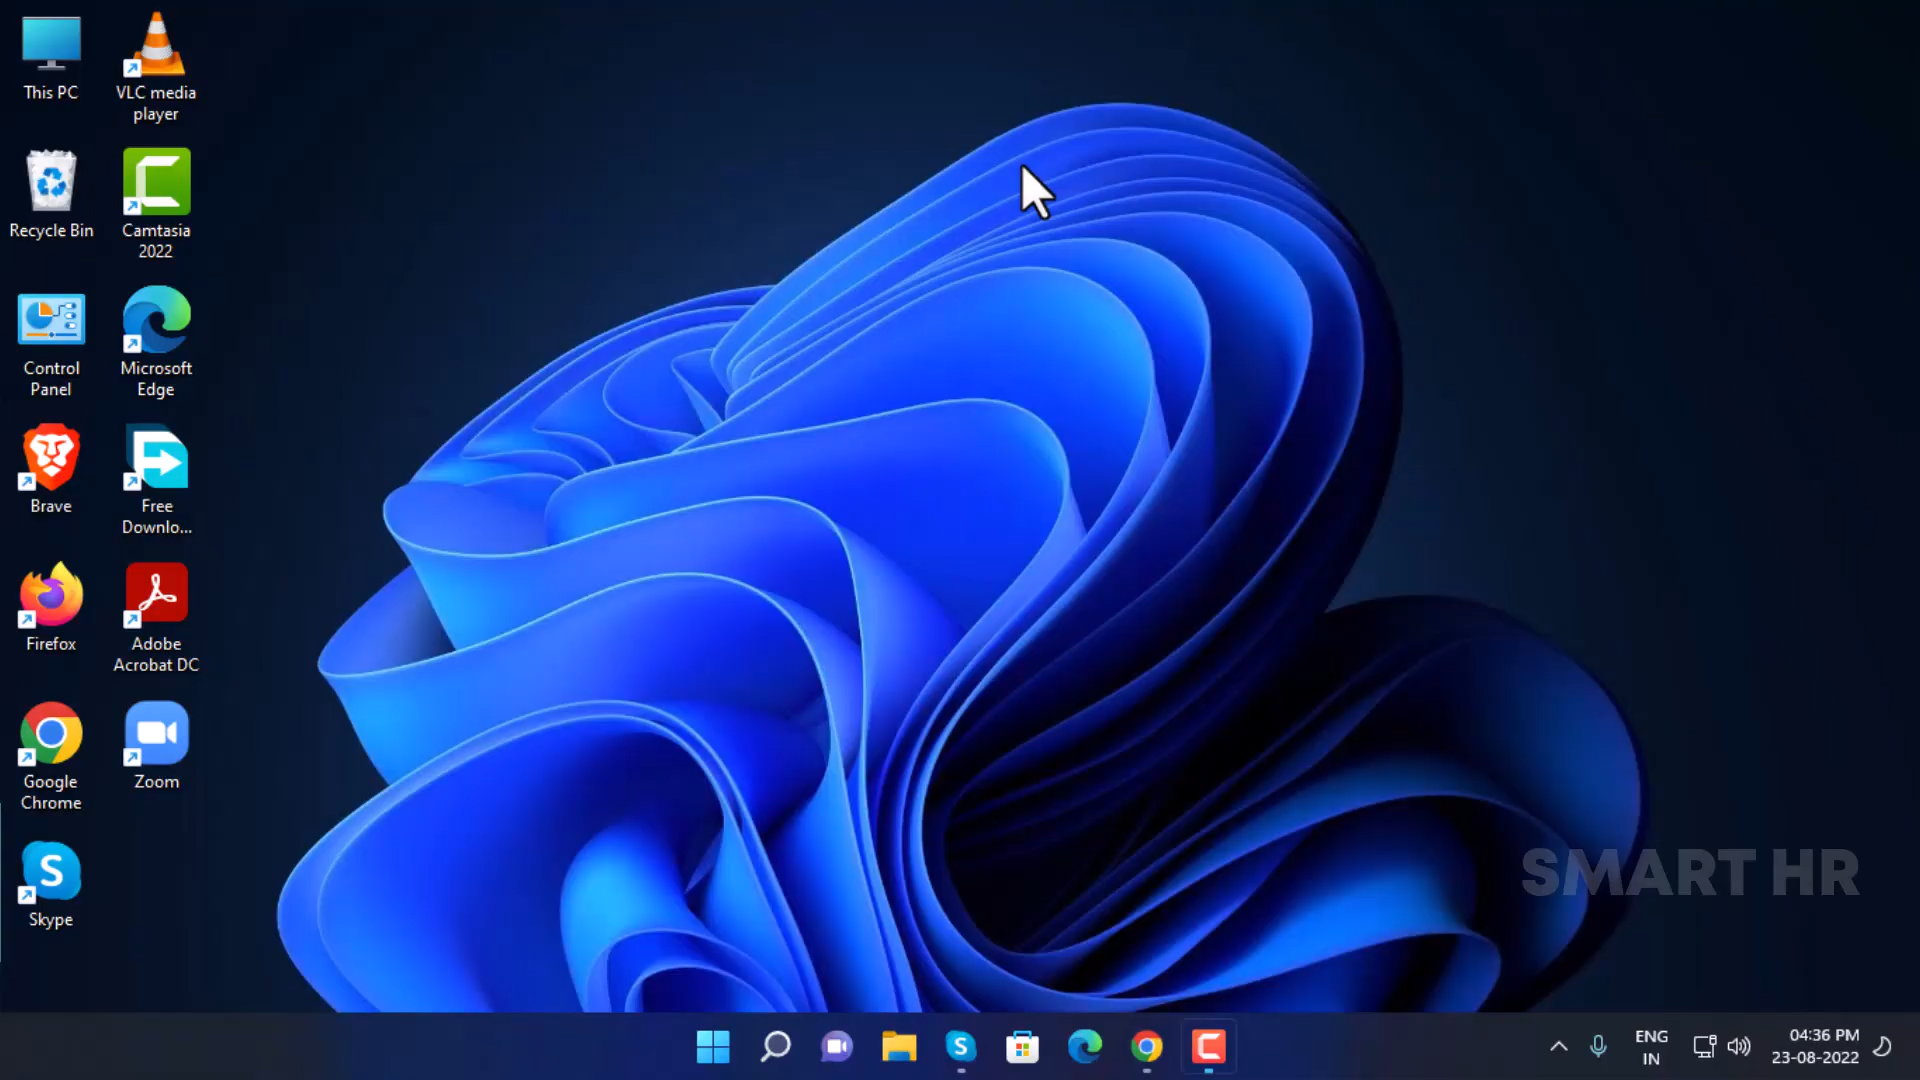 This PC
VLC media
player
Recycle Bin
Camtasia
2022
Control
Panel
Microsoft
Edge
Brave
Free
Downlo...
Firefox
Adobe
Acrobat DC
Google
Chrome
Zoom
S
Skype
SMART HR
S
ENG
IN
04:36 PM
23-08-2022